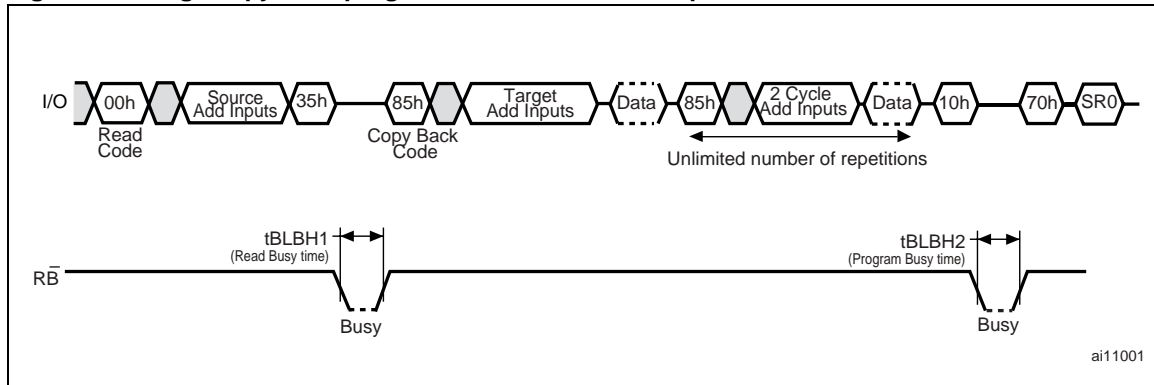 I/O 00h Source Add Inputs 35h 85h Target Add Inputs Data 85h 2 Cycle Add Inputs Data 10h 70h SR0
Read Code
Copy Back Code
Unlimited number of repetitions
tBLBH1
(Read Busy time)
tBLBH2
(Program Busy time)
RB
Busy
Busy
ai11001